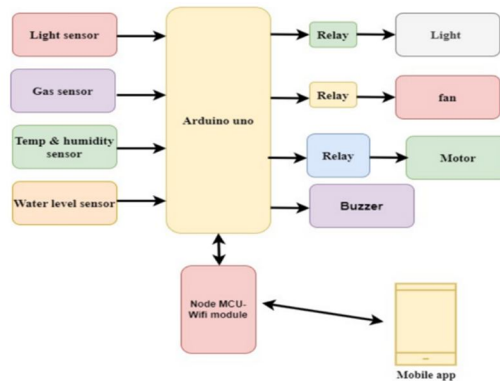 Light sensor
Gas sensor
Temp & humidity
sensor
Water level sensor
Arduino uno
Relay
Light
Relay
fan
Relay
Motor
Buzzer
Node MCU-
Wifi module
Mobile app